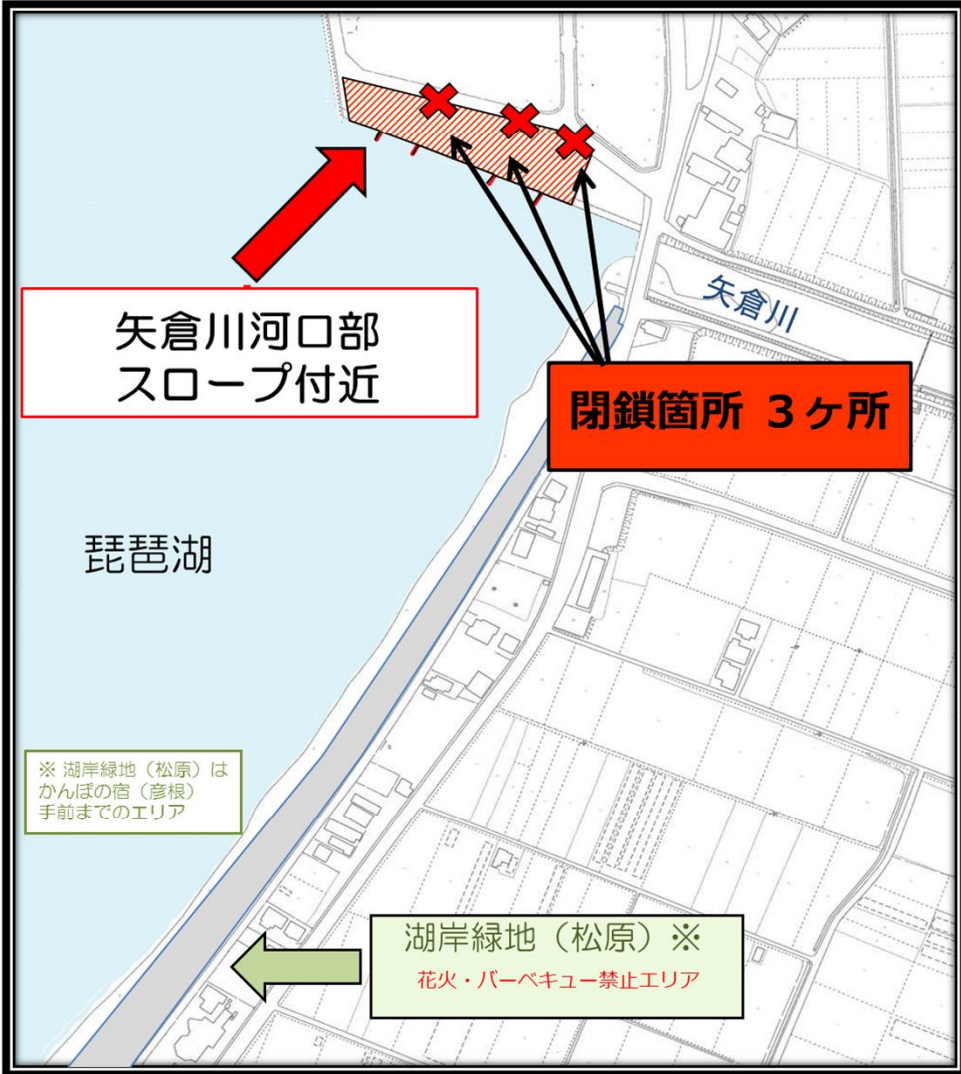 矢倉川
矢倉川河口部
スロープ付近
閉鎖箇所 3ヶ所
琵琶湖
※ 湖岸緑地（松原）は
かんぽの宿（彦根）
手前までのエリア
湖岸緑地（松原）※
花火・バーベキュー禁止エリア